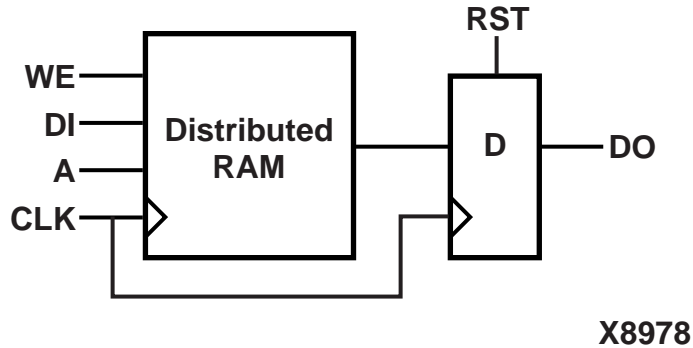 RST
WE
DI
A
CLK
Distributed
RAM
D
DO
X8978